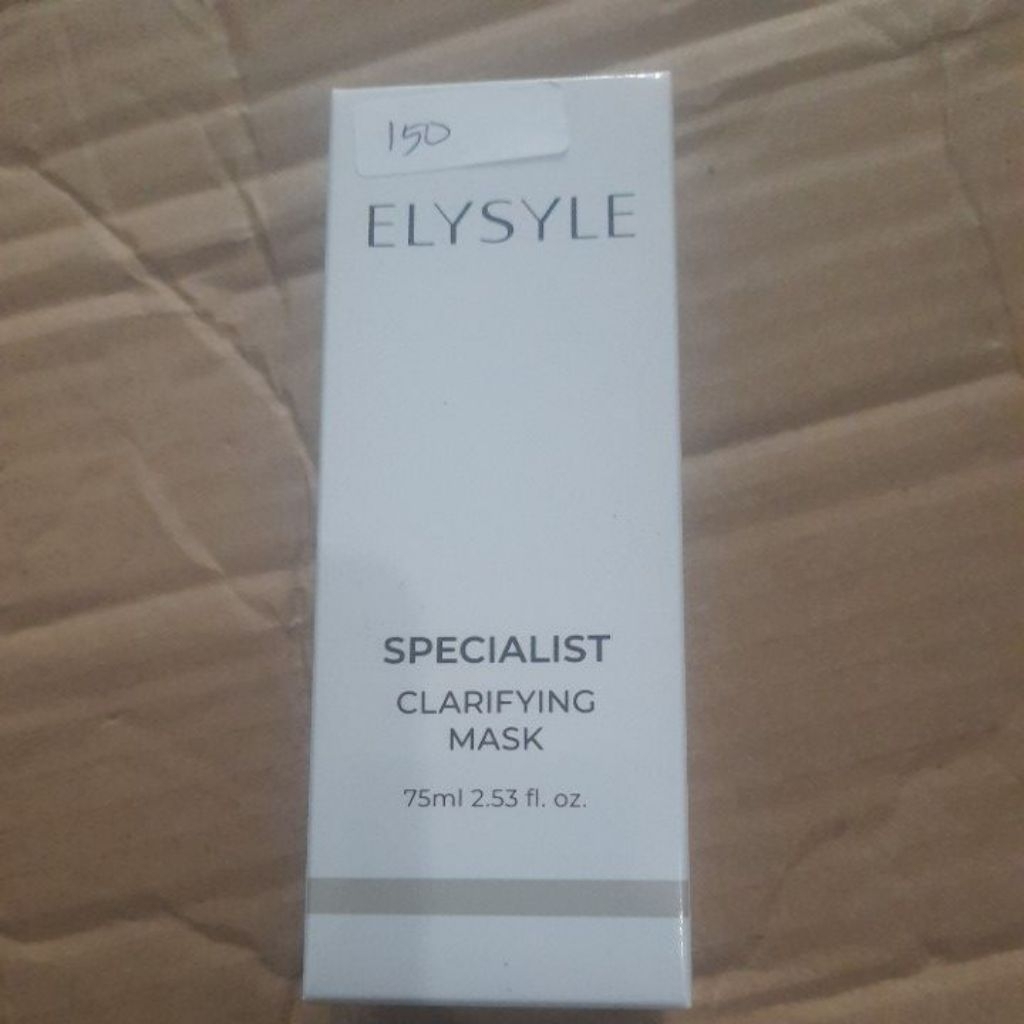 150
ELYSYLE
SPECIALIST
CLARIFYING
MASK
75ml 2.53 fl. oz.